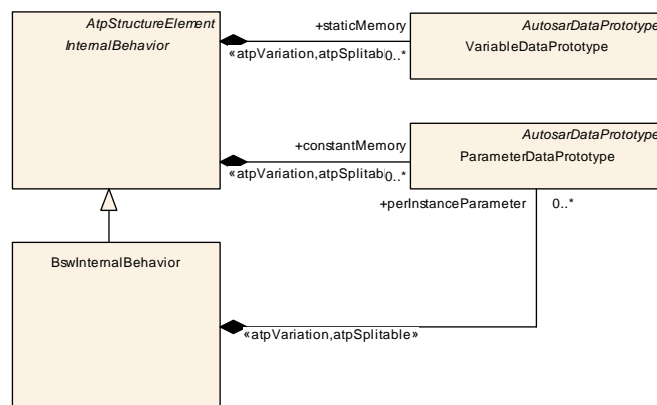 AtpStructureElement
InternalBehavior
+staticMemory
«atpVariation,atpSplitab 0..*
AutosarDataPrototype
VariableDataPrototype
+constantMemory
«atpVariation,atpSplitab 0..*
AutosarDataPrototype
ParameterDataPrototype
+perInstanceParameter 0..*
BswInternalBehavior
«atpVariation,atpSplitable»